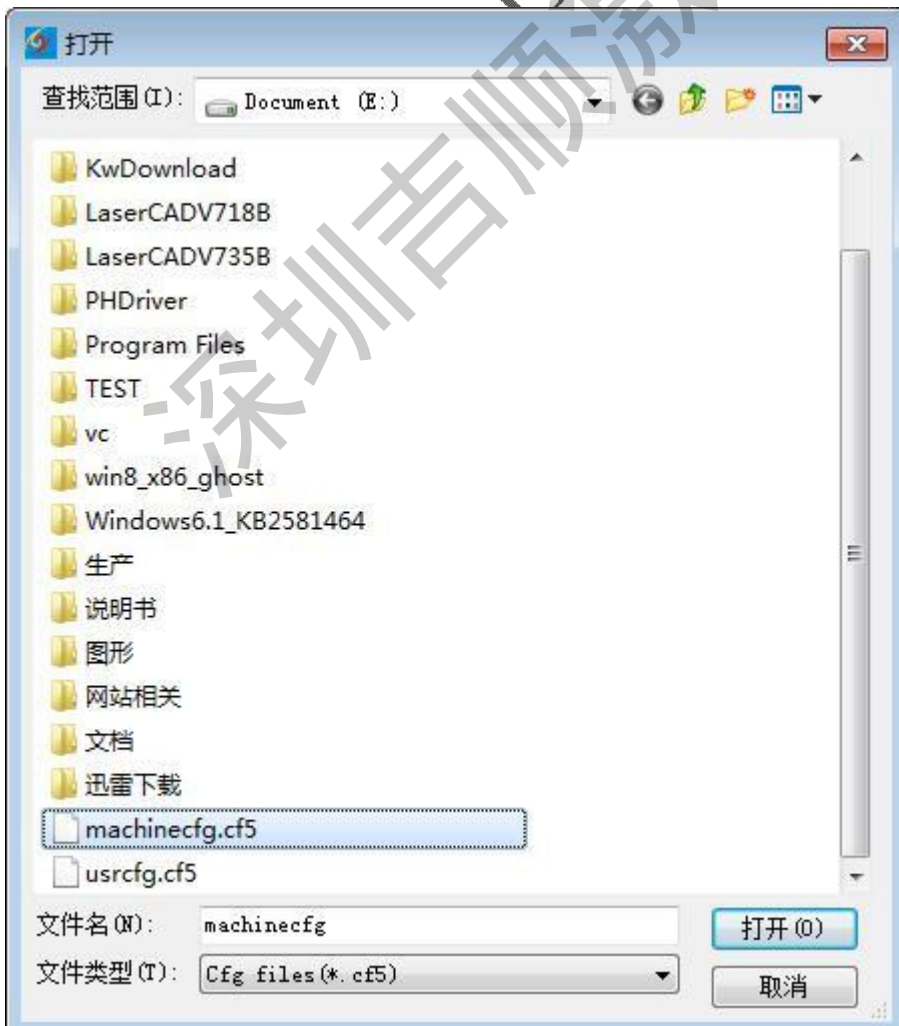 打开
查找范围(I): Document (E:)
KwDownload
LaserCADV718B
LaserCADV735B
PHDriver
Program Files
TEST
vc
win8_x86_ghost
Windows6.1_KB2581464
生产
说明书
图形
网站相关
文档
迅雷下载
machinecfg.cf5
usrcfg.cf5
文件名(N): machinecfg 打开(O)
文件类型(T): Cfg files(*.cf5) 取消
深圳吉顺激